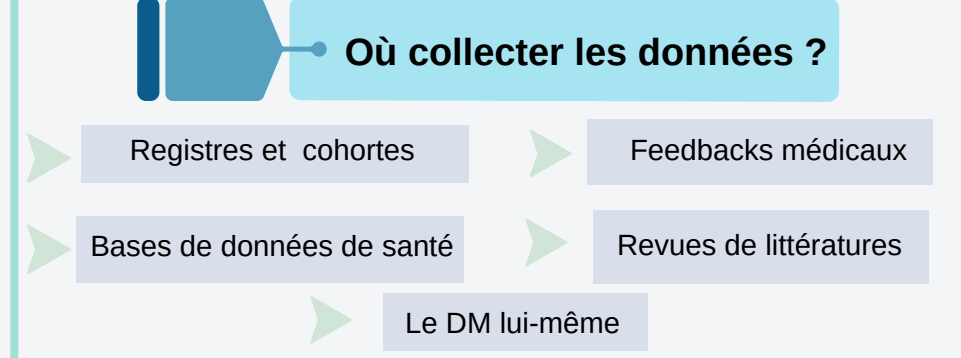 Où collecter les données ?
Registres et cohortes
Feedbacks médicaux
Bases de données de santé
Revues de littératures
Le DM lui-même